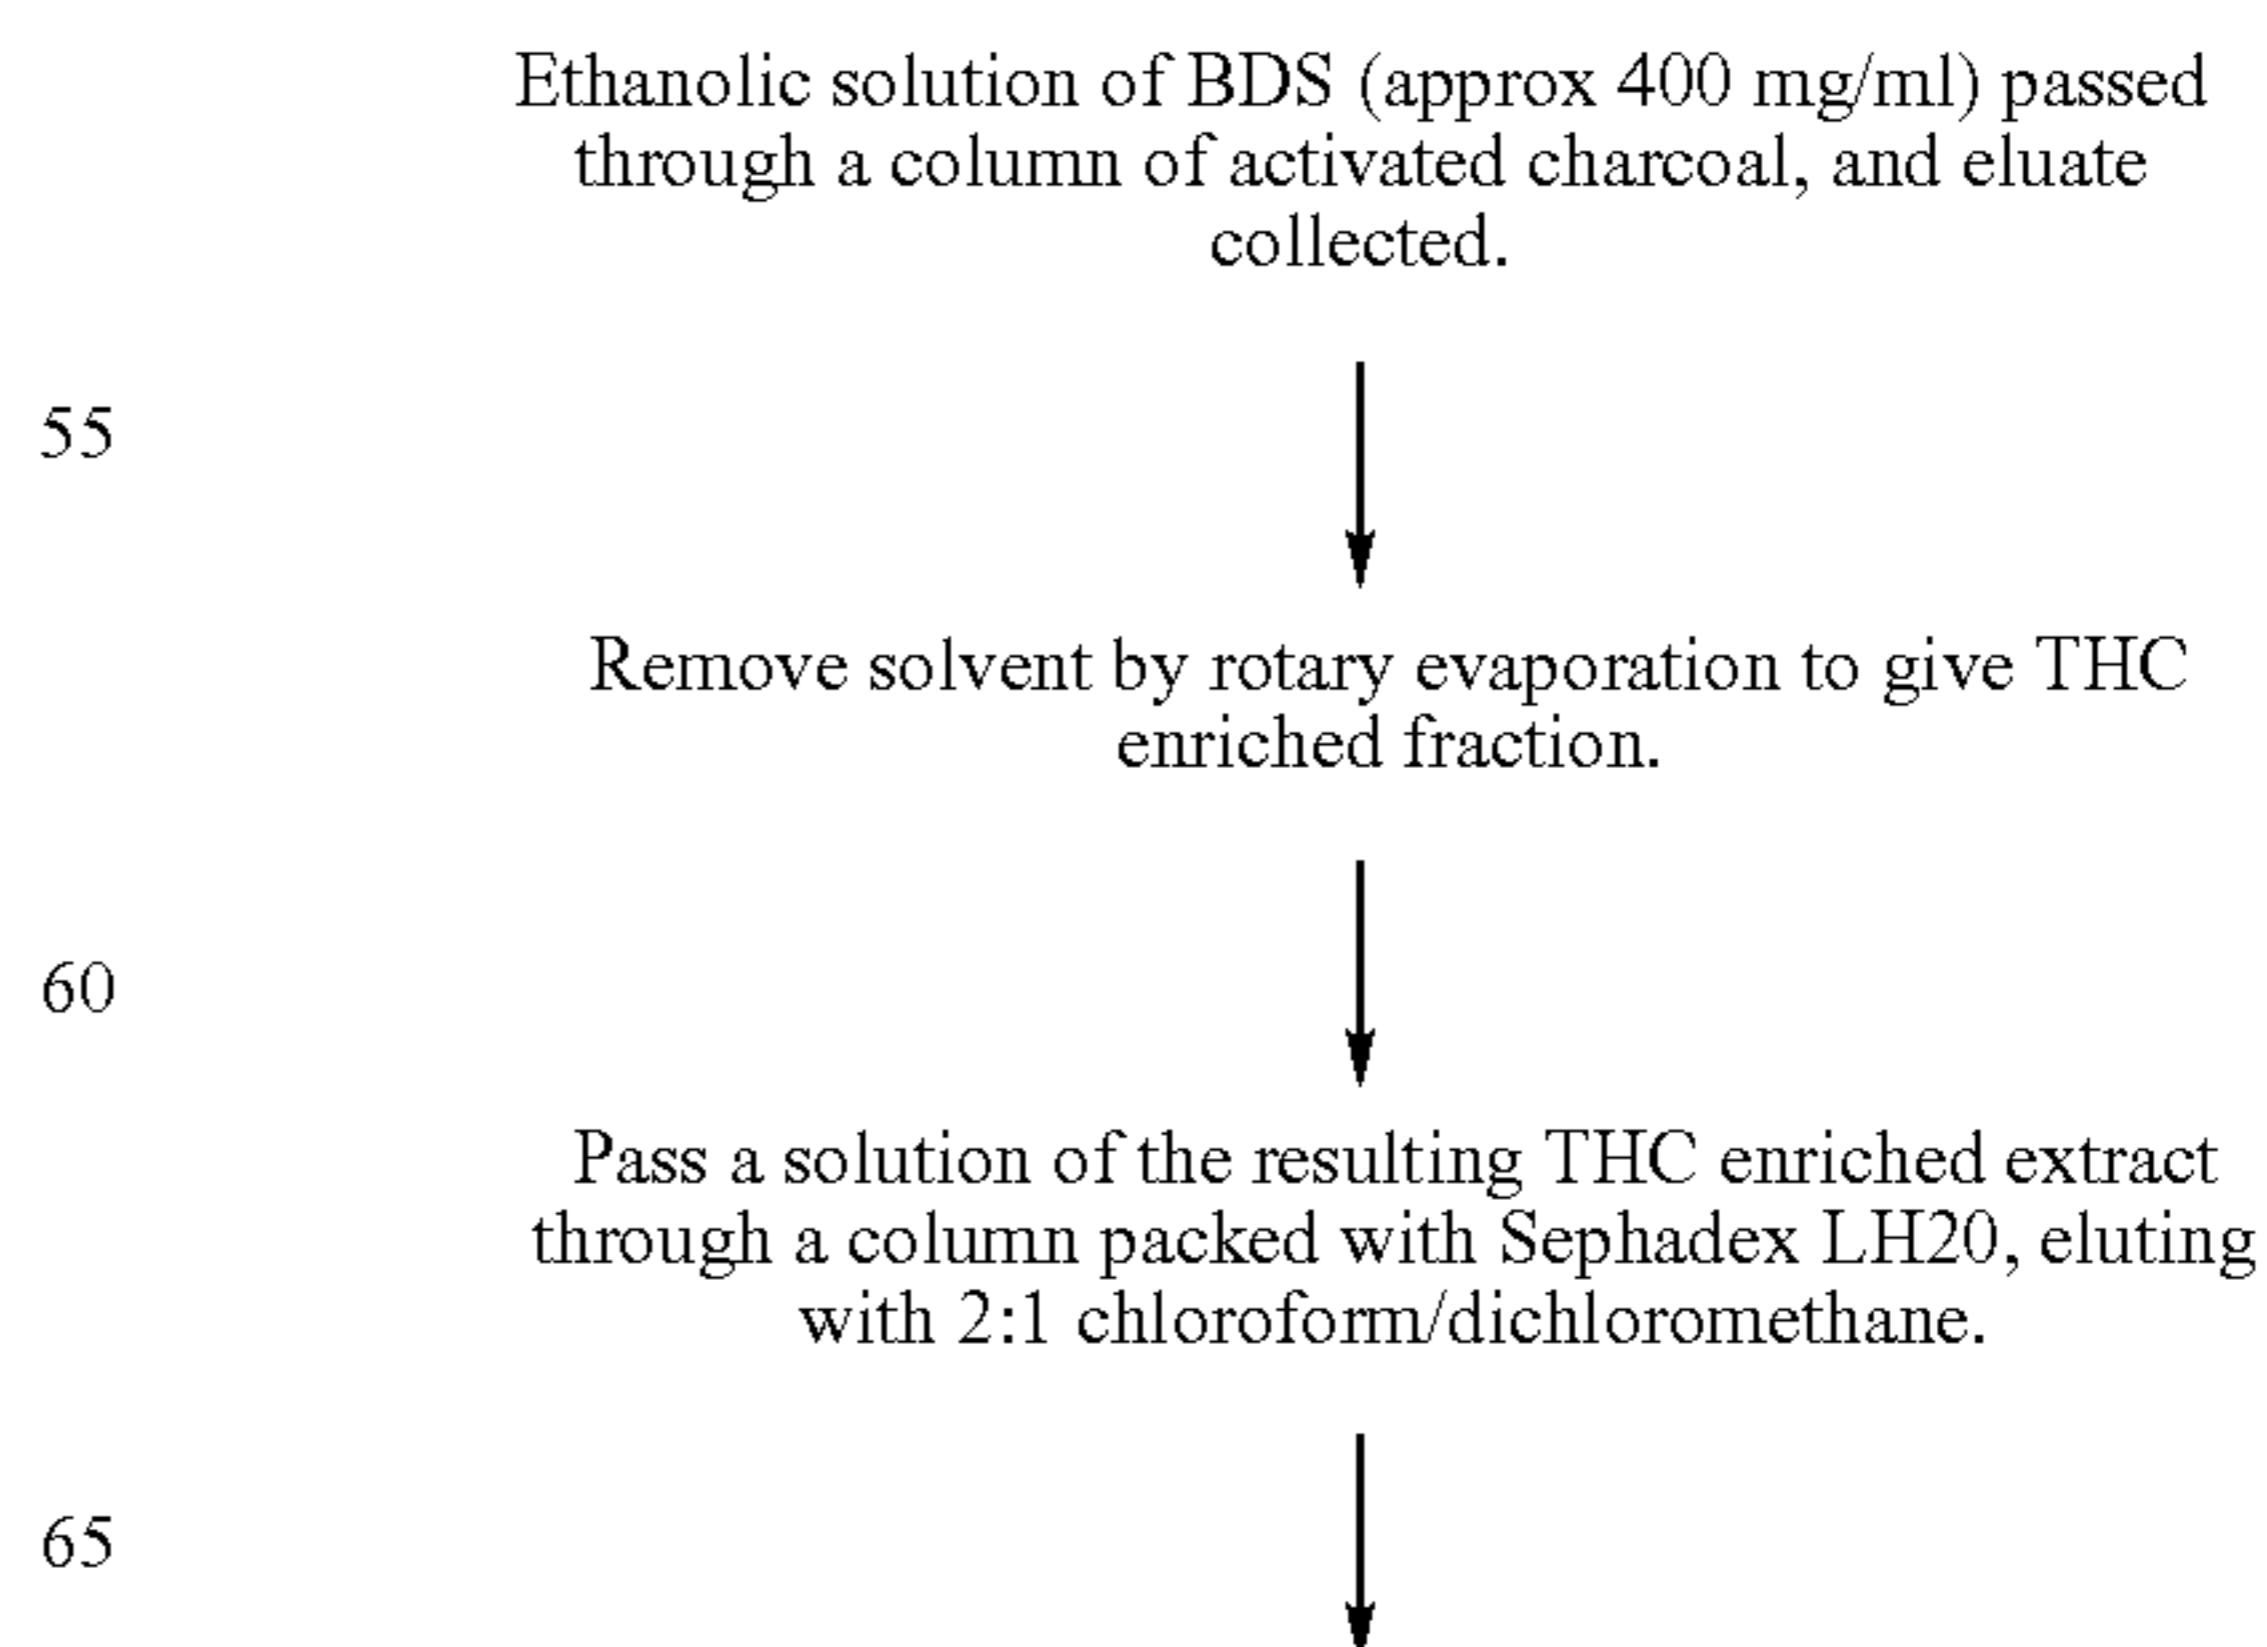 Ethanolic solution of BDS (approx 400 mg/ml) passed
through a column of activated charcoal, and eluate
collected.
55
Remove solvent by rotary evaporation to give THC
enriched fraction.
60
Pass a solution of the resulting THC enriched extract
through a column packed with Sephadex LH20, eluting
with 2:1 chloroform/dichloromethane.
65